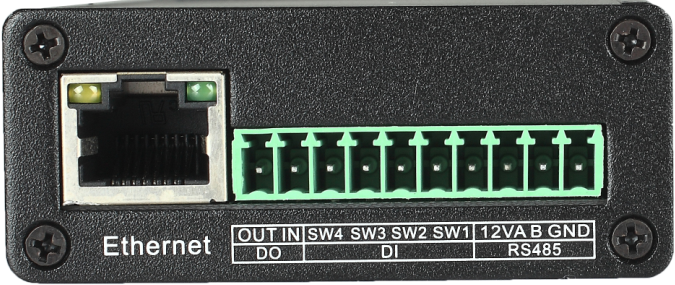 Ethernet
OUT IN SW4 SW3 SW2 SW1 12VA B GND
DO DI RS485